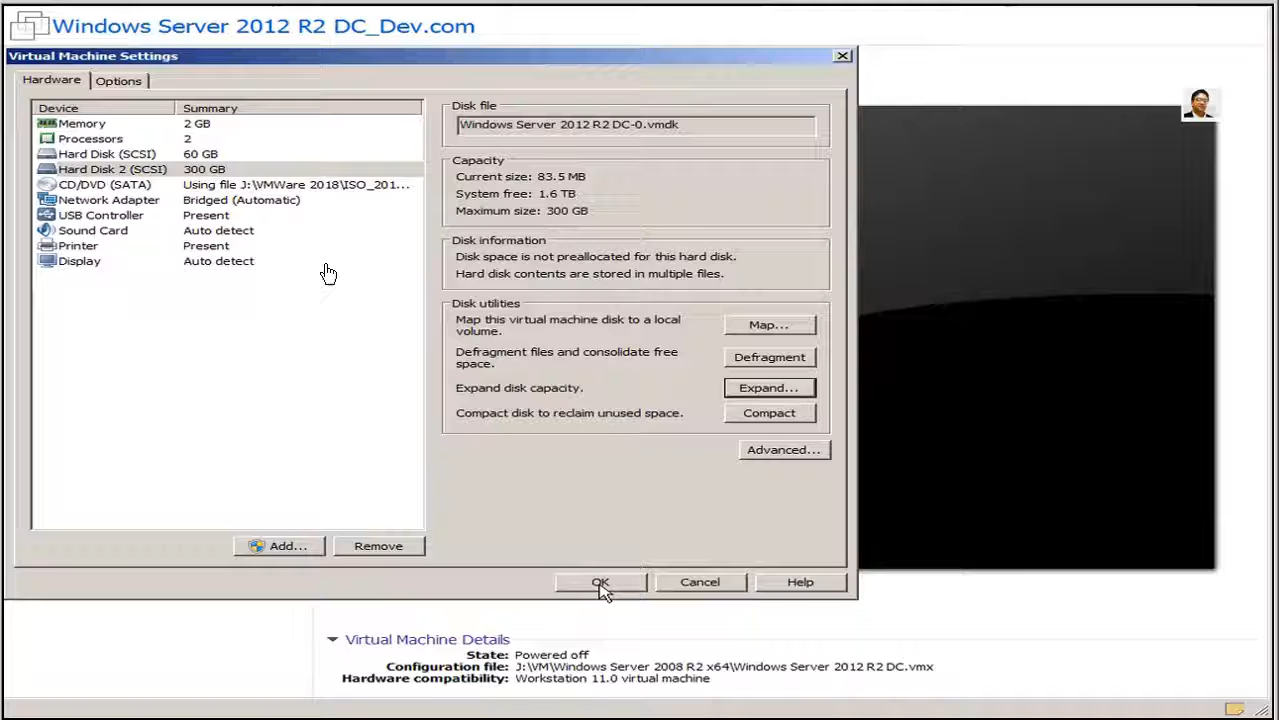 Windows Server 2012 R2 DC_Dev.com
Virtual Machine Settings
Hardware
Options
Device Summary
Memory 2 GB
Processors 2
Hard Disk (SCSI) 60 GB
Hard Disk 2 (SCSI) 300 GB
CD/DVD (SATA) Using file J:\VMWare 2018\ISO_201...
Network Adapter Bridged (Automatic)
USB Controller Present
Sound Card Auto detect
Printer Present
Display Auto detect
Add...
Remove
Disk file
Windows Server 2012 R2 DC-0.vmdk
Capacity
Current size: 83.5 MB
System free: 1.6 TB
Maximum size: 300 GB
Disk information
Disk space is not preallocated for this hard disk.
Hard disk contents are stored in multiple files.
Disk utilities
Map this virtual machine disk to a local
volume.
Map...
Defragment files and consolidate free
space.
Defragment
Expand disk capacity.
Expand...
Compact disk to reclaim unused space.
Compact
Advanced...
OK
Cancel
Help
Virtual Machine Details
State: Powered off
Configuration file: J:\VM\Windows Server 2008 R2 x64\Windows Server 2012 R2 DC.vmx
Hardware compatibility: Workstation 11.0 virtual machine